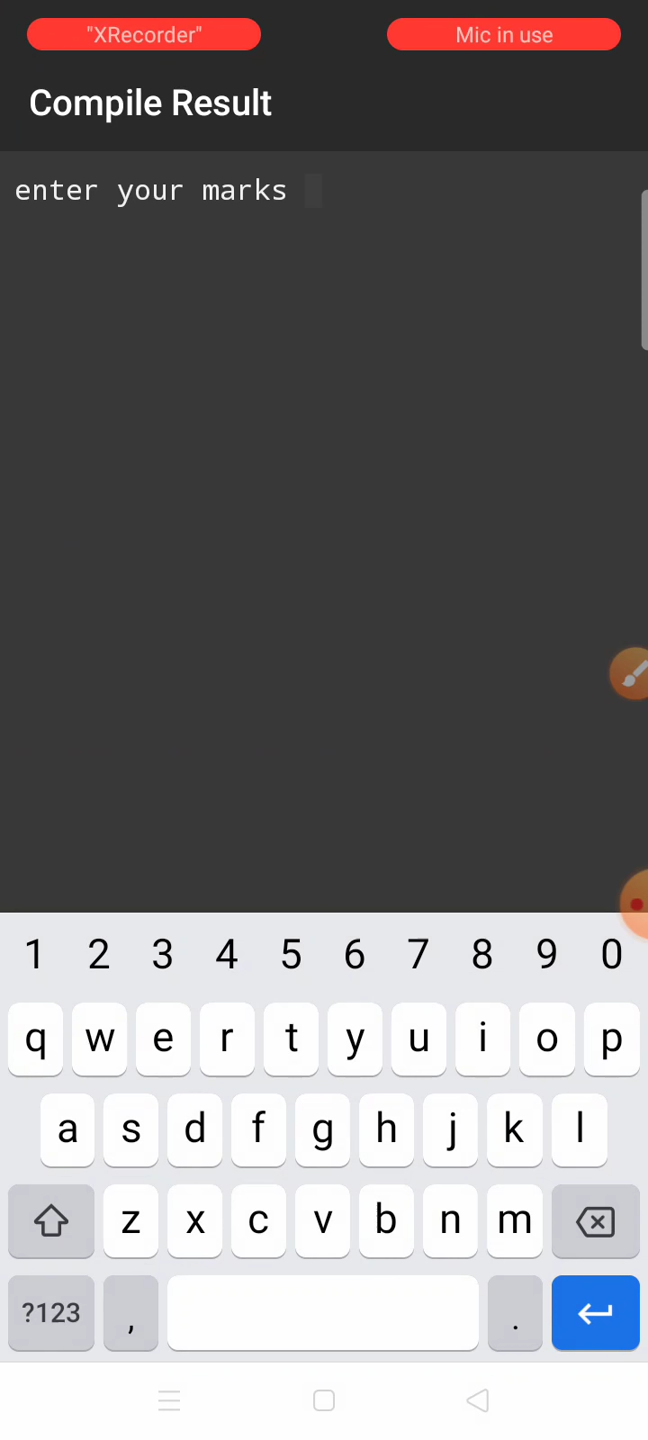 "XRecorder" Mic in use
Compile Result
enter your marks
1 2 3 4 5 6 7 8 9 0
q w e r t y u i o p
a s d f g h j k l
z x c v b n m
?123 , .